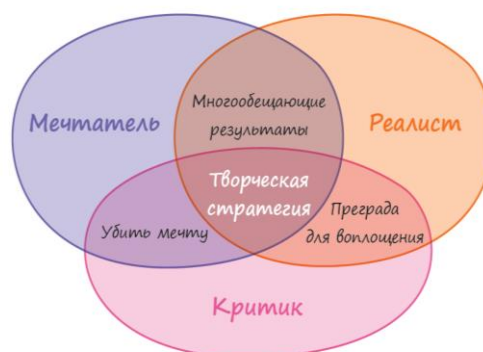 Мечтатель
Многообещающие
результаты
Реалист
Творческая
стратегия
Убить мечту
Преграда
для воплощения
Критик